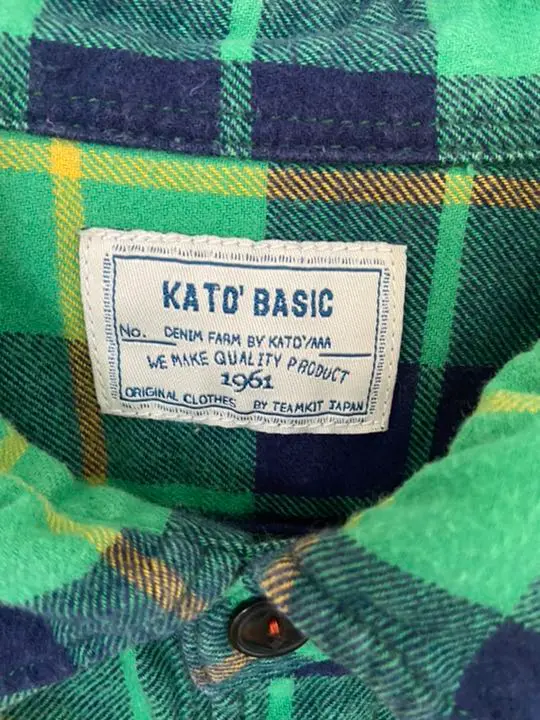 KATO' BASIC
No. DENIM FARM BY KATO'/AAA
WE MAKE QUALITY PRODUCT
1961
ORIGINAL CLOTHES BY TEAMKIT JAPAN